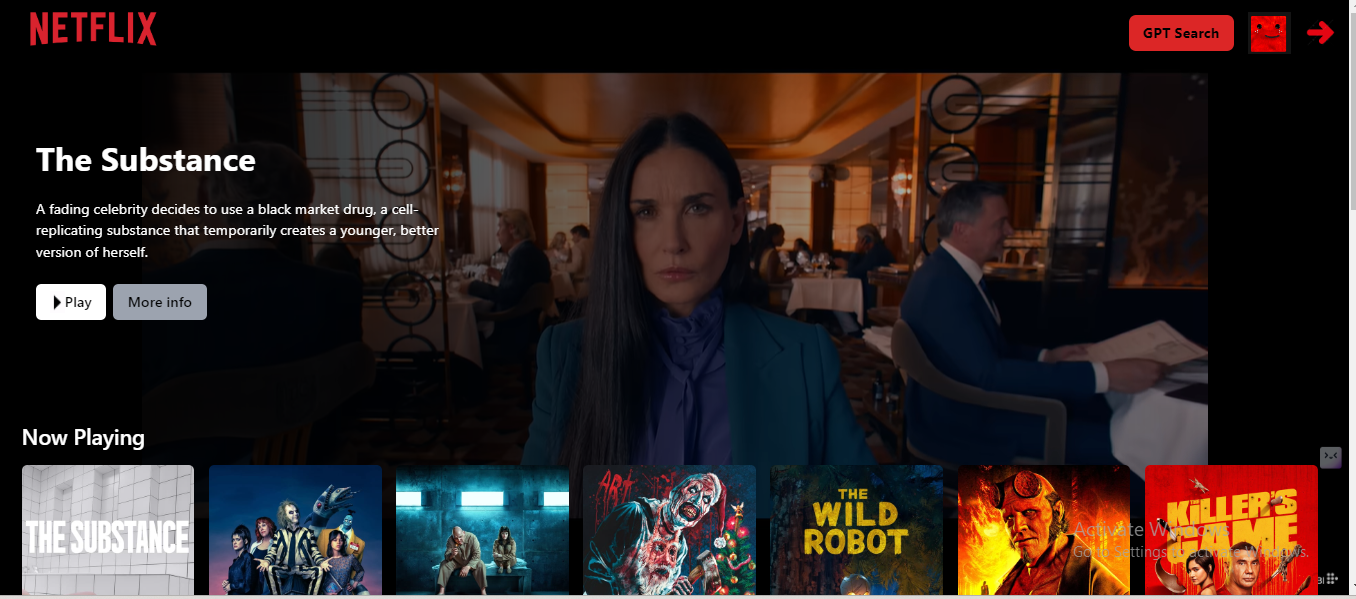 NETFLIX
GPT Search
The Substance
A fading celebrity decides to use a black market drug, a cell-
replicating substance that temporarily creates a younger, better
version of herself.
Play
More info
Now Playing
THE SUBSTANCE
ART
THE
WILD
ROBOT
KILLER'S
GAME
Activate Windows
Go to Settings to activate Windows.